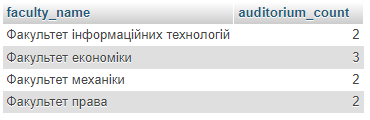 faculty_name auditorium_count
Факультет інформаційних технологій 2
Факультет економіки 3
Факультет механіки 2
Факультет права 2